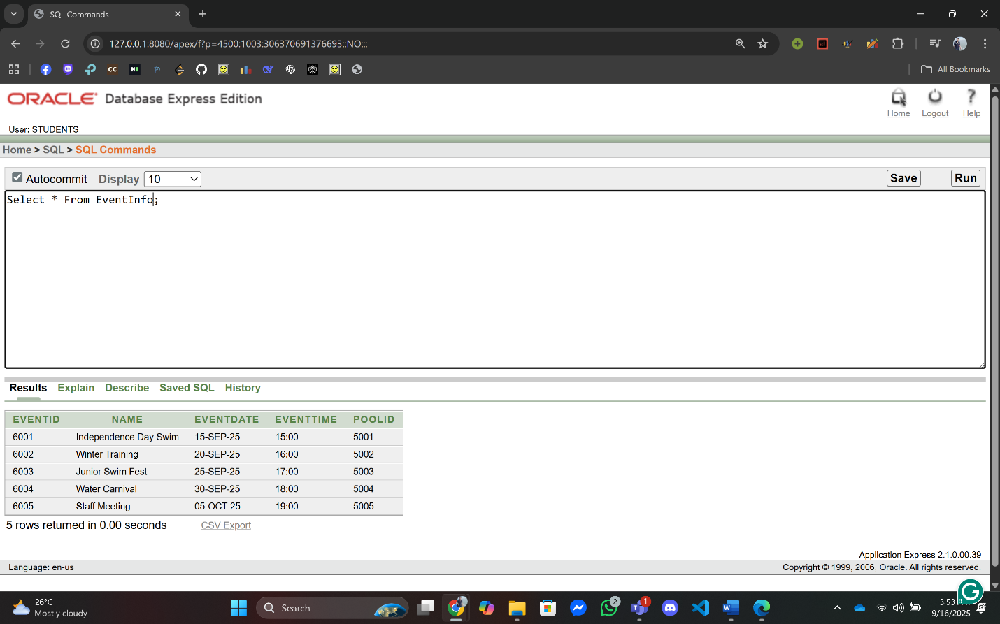 SQL Commands
127.0.0.1:8080/apex/f?p=4500:1003:306370691376693::NO:::
All Bookmarks
ORACLE Database Express Edition
Home Logout Help
User: STUDENTS
Home > SQL > SQL Commands
Autocommit Display 10 Save Run
Select * From EventInfo;
Results Explain Describe Saved SQL History
EVENTID NAME EVENTDATE EVENTTIME POOLID
6001 Independence Day Swim 15-SEP-25 15:00 5001
6002 Winter Training 20-SEP-25 16:00 5002
6003 Junior Swim Fest 25-SEP-25 17:00 5003
6004 Water Carnival 30-SEP-25 18:00 5004
6005 Staff Meeting 05-OCT-25 19:00 5005
5 rows returned in 0.00 seconds CSV Export
Application Express 2.1.0.00.39
Language: en-us Copyright © 1999, 2006, Oracle. All rights reserved.
26°C
Mostly cloudy
Search
2
1
3:53
9/16/2025